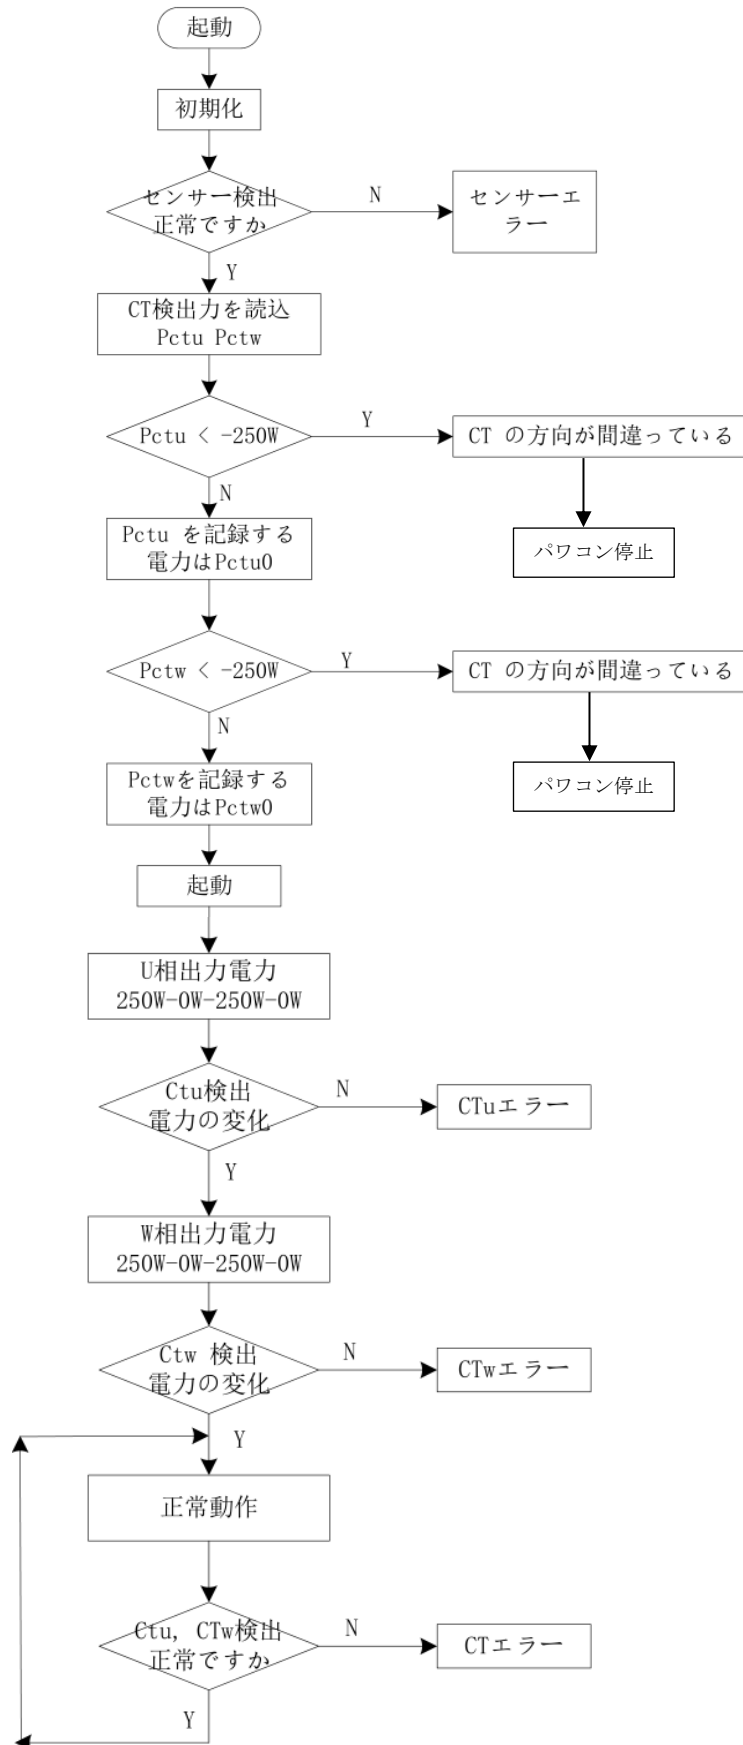 起動
初期化
センサー検出
正常ですか
N
センサーエ
ラー
Y
CT検出力を読込
Pctu Pctw
Pctu < -250W
Y
CT の方向が間違っている
N
パワコン停止
Pctu を記録する
電力はPctu0
Pctw < -250W
Y
CT の方向が間違っている
N
パワコン停止
Pctwを記録する
電力はPctw0
起動
U相出力電力
250W-0W-250W-0W
Ctu検出
電力の変化
N
CTuエラー
Y
W相出力電力
250W-0W-250W-0W
Ctw 検出
電力の変化
N
CTwエラー
Y
正常動作
Ctu, CTw検出
正常ですか
N
CTエラー
Y